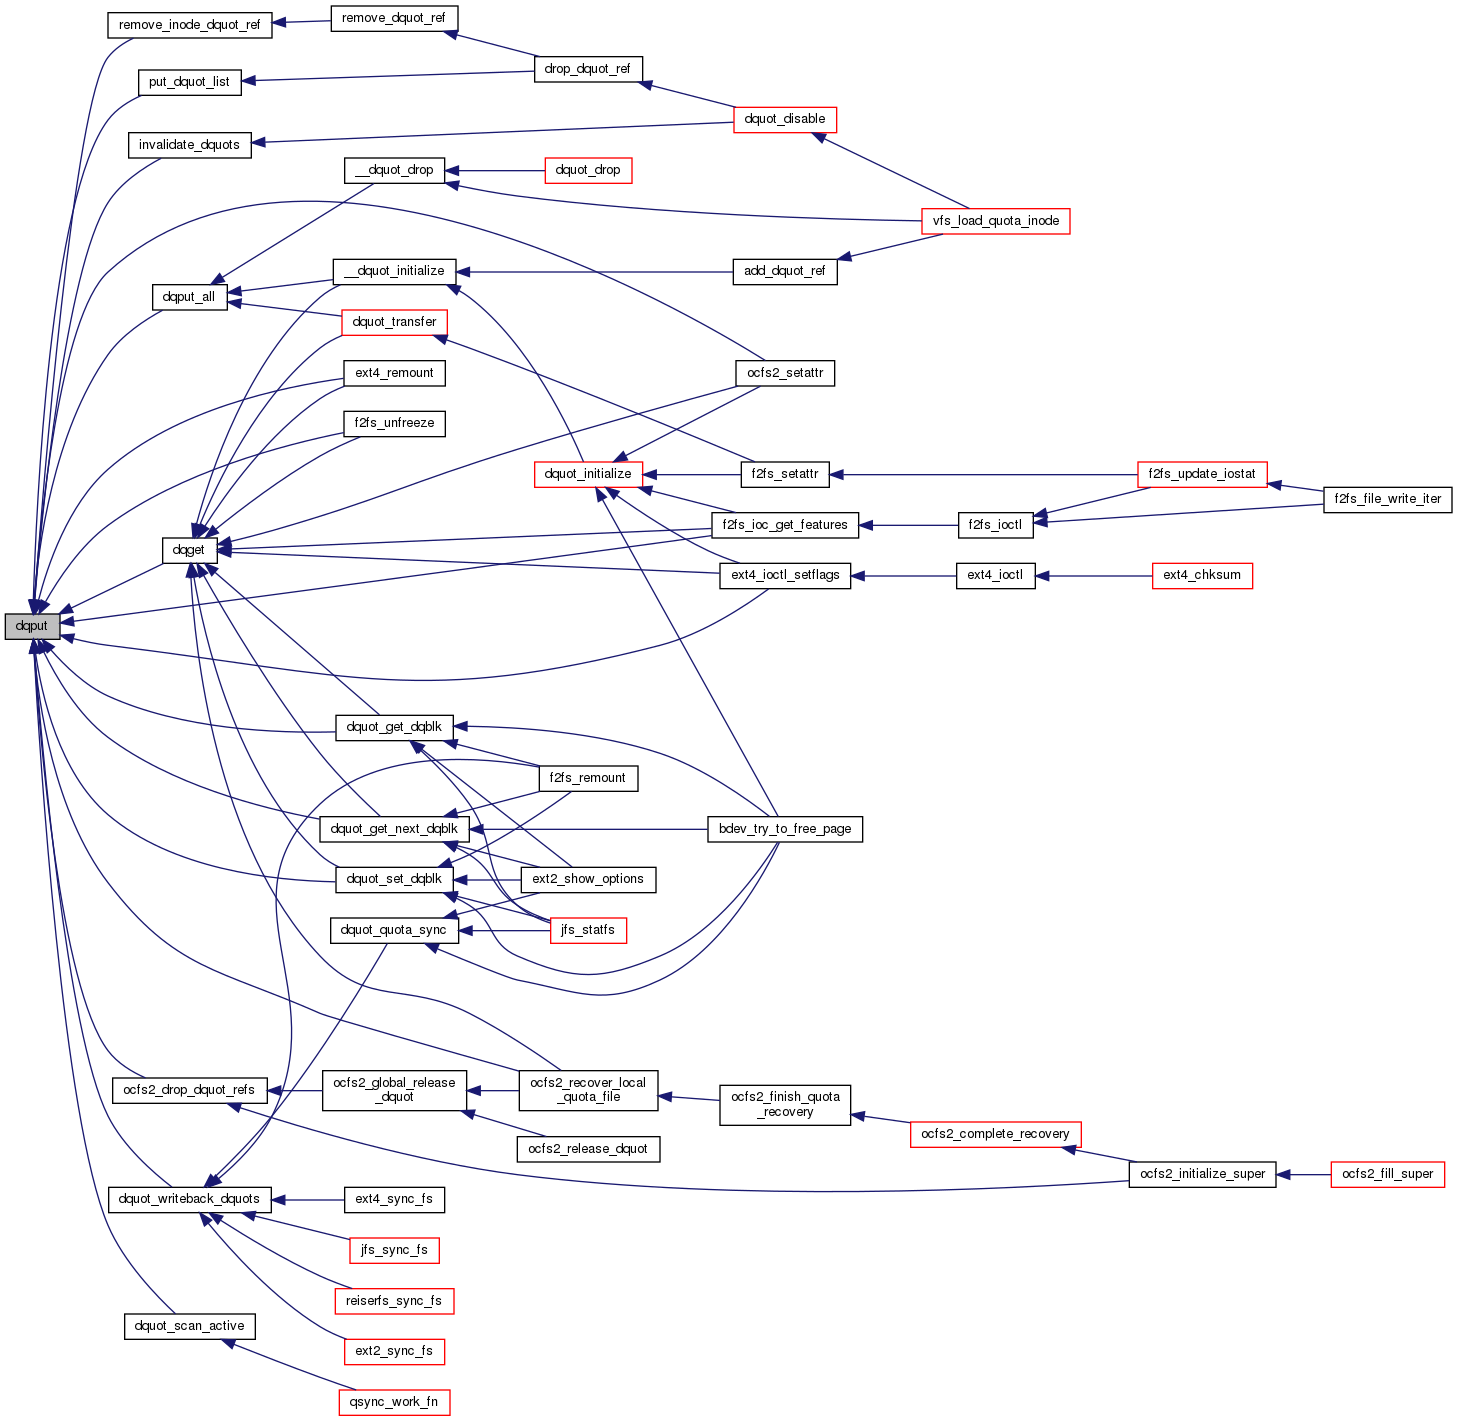 remove_inode_dquot_ref
remove_dquot_ref
put_dquot_list
drop_dquot_ref
invalidate_dquots
dquot_disable
__dquot_drop
dquot_drop
vfs_load_quota_inode
__dquot_initialize
add_dquot_ref
dqput_all
dquot_transfer
ext4_remount
ocfs2_setattr
f2fs_unfreeze
dquot_initialize
f2fs_setattr
f2fs_update_iostat
f2fs_file_write_iter
dqget
f2fs_ioc_get_features
f2fs_ioctl
ext4_ioctl_setflags
ext4_ioctl
ext4_chksum
dqput
dquot_get_dqblk
f2fs_remount
dquot_get_next_dqblk
bdev_try_to_free_page
dquot_set_dqblk
ext2_show_options
dquot_quota_sync
jfs_statfs
ocfs2_drop_dquot_refs
ocfs2_global_release
_dquot
ocfs2_recover_local
_quota_file
ocfs2_finish_quota
_recovery
ocfs2_complete_recovery
ocfs2_release_dquot
ocfs2_initialize_super
ocfs2_fill_super
dquot_writeback_dquots
ext4_sync_fs
jfs_sync_fs
reiserfs_sync_fs
dquot_scan_active
ext2_sync_fs
qsync_work_fn